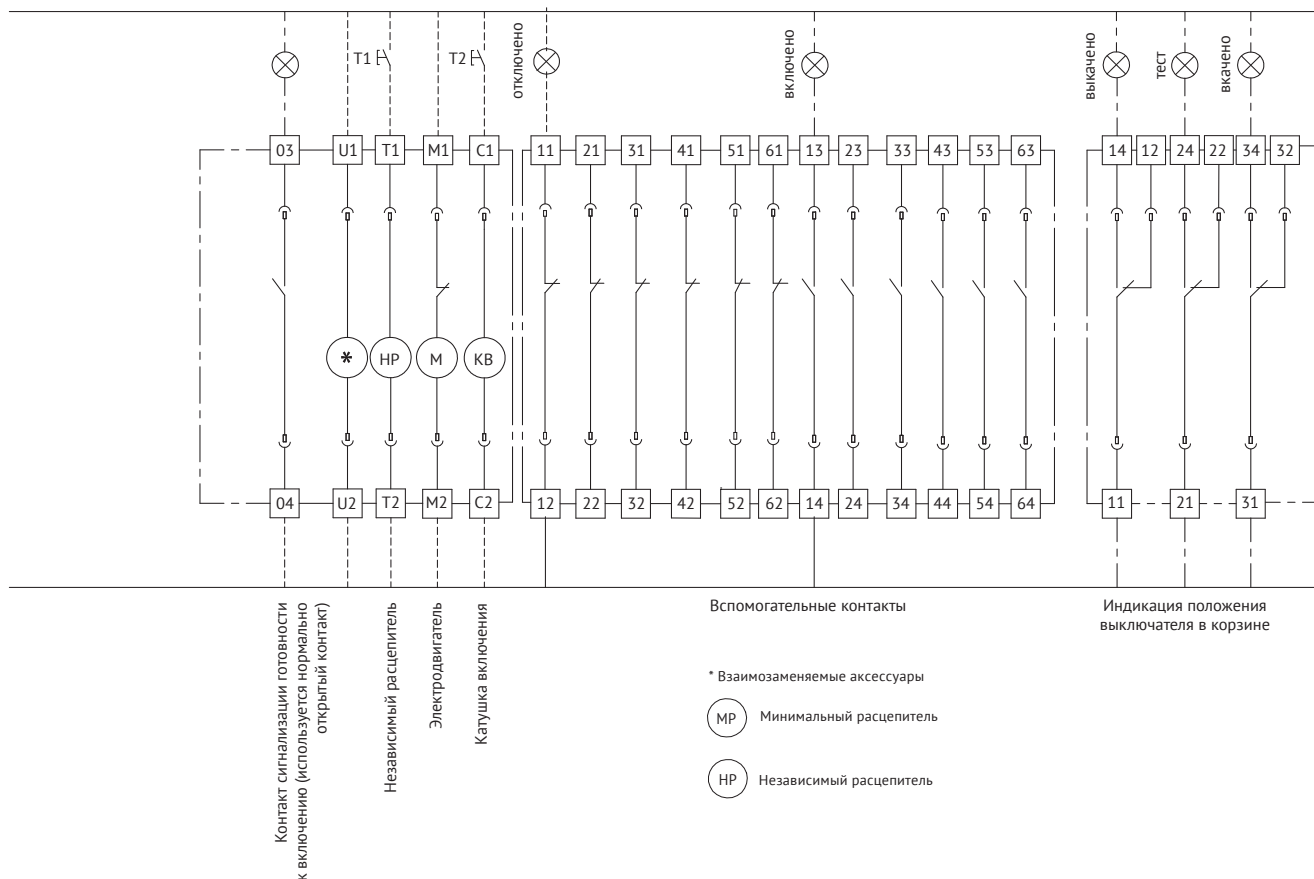 T1
T2
отключено
включено
выкачено
тест
вкачено
03 U1 T1 M1 C1 11 21 31 41 51 61 13 23 33 43 53 63 14 12 24 22 34 32
* НР М КВ
04 U2 T2 M2 C2 12 22 32 42 52 62 14 24 34 44 54 64 11 21 31
Контакт сигнализации готовности
к включению (используется нормально
открытый контакт)
Независимый расцепитель
Электродвигатель
Катушка включения
Вспомогательные контакты
Индикация положения
выключателя в корзине
* Взаимозаменяемые аксессуары
МР Минимальный расцепитель
НР Независимый расцепитель